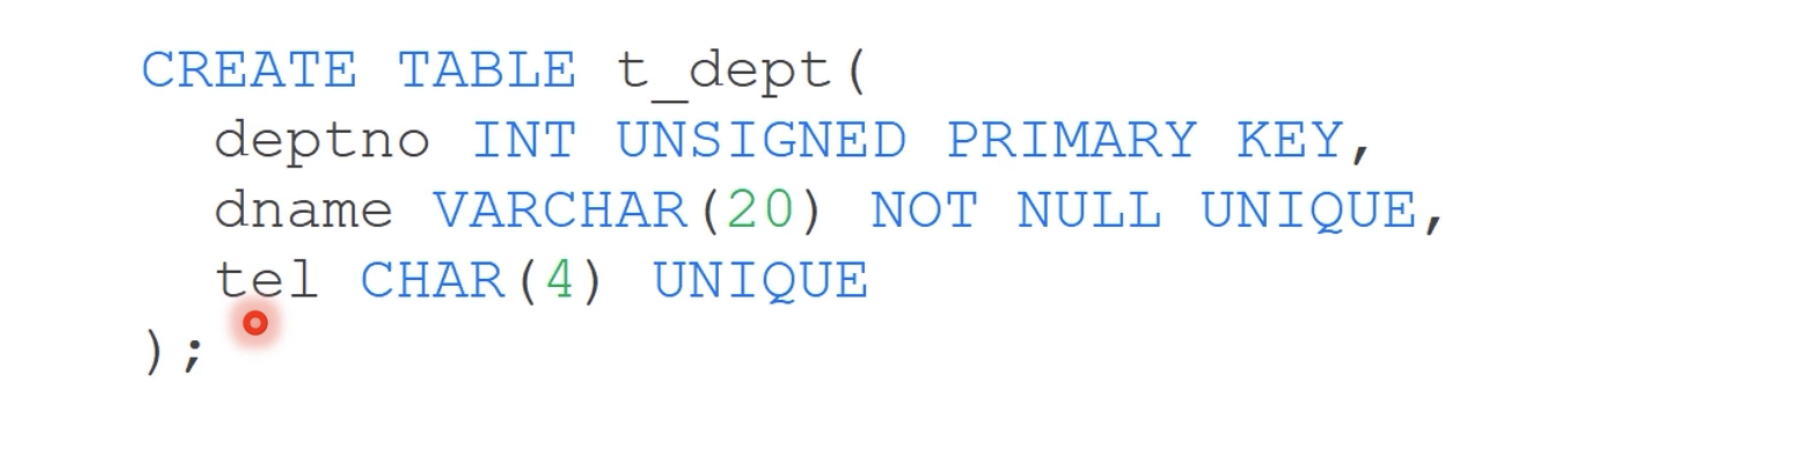 CREATE TABLE t_dept(
  deptno INT UNSIGNED PRIMARY KEY,
  dname VARCHAR(20) NOT NULL UNIQUE,
  tel CHAR(4) UNIQUE
);